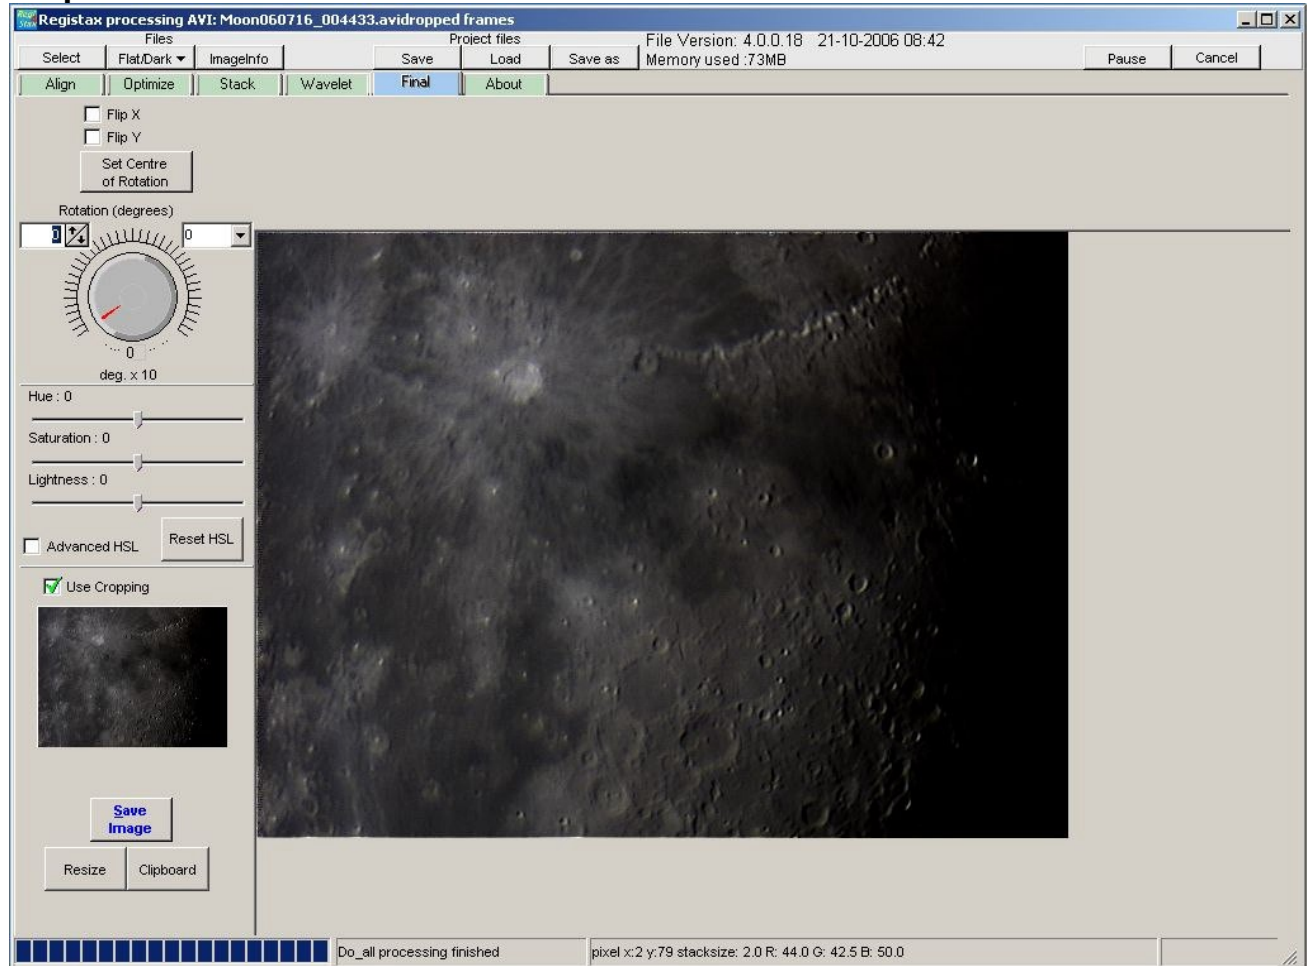 Registax processing AVI: Moon060716_004433.avidropped frames
Files
Project files
File Version: 4.0.0.18 21-10-2006 08:42
Select Flat/Dark ImageInfo Save Load Save as Memory used :73MB Pause Cancel
Align Optimize Stack Wavelet Final About
Flip X
Flip Y
Set Centre
of Rotation
Rotation (degrees)
0 0
0
deg. x 10
Hue : 0
Saturation : 0
Lightness : 0
Advanced HSL Reset HSL
Use Cropping
Save
Image
Resize Clipboard
Do_all processing finished pixel x:2 y:79 stacksize: 2.0 R: 44.0 G: 42.5 B: 50.0